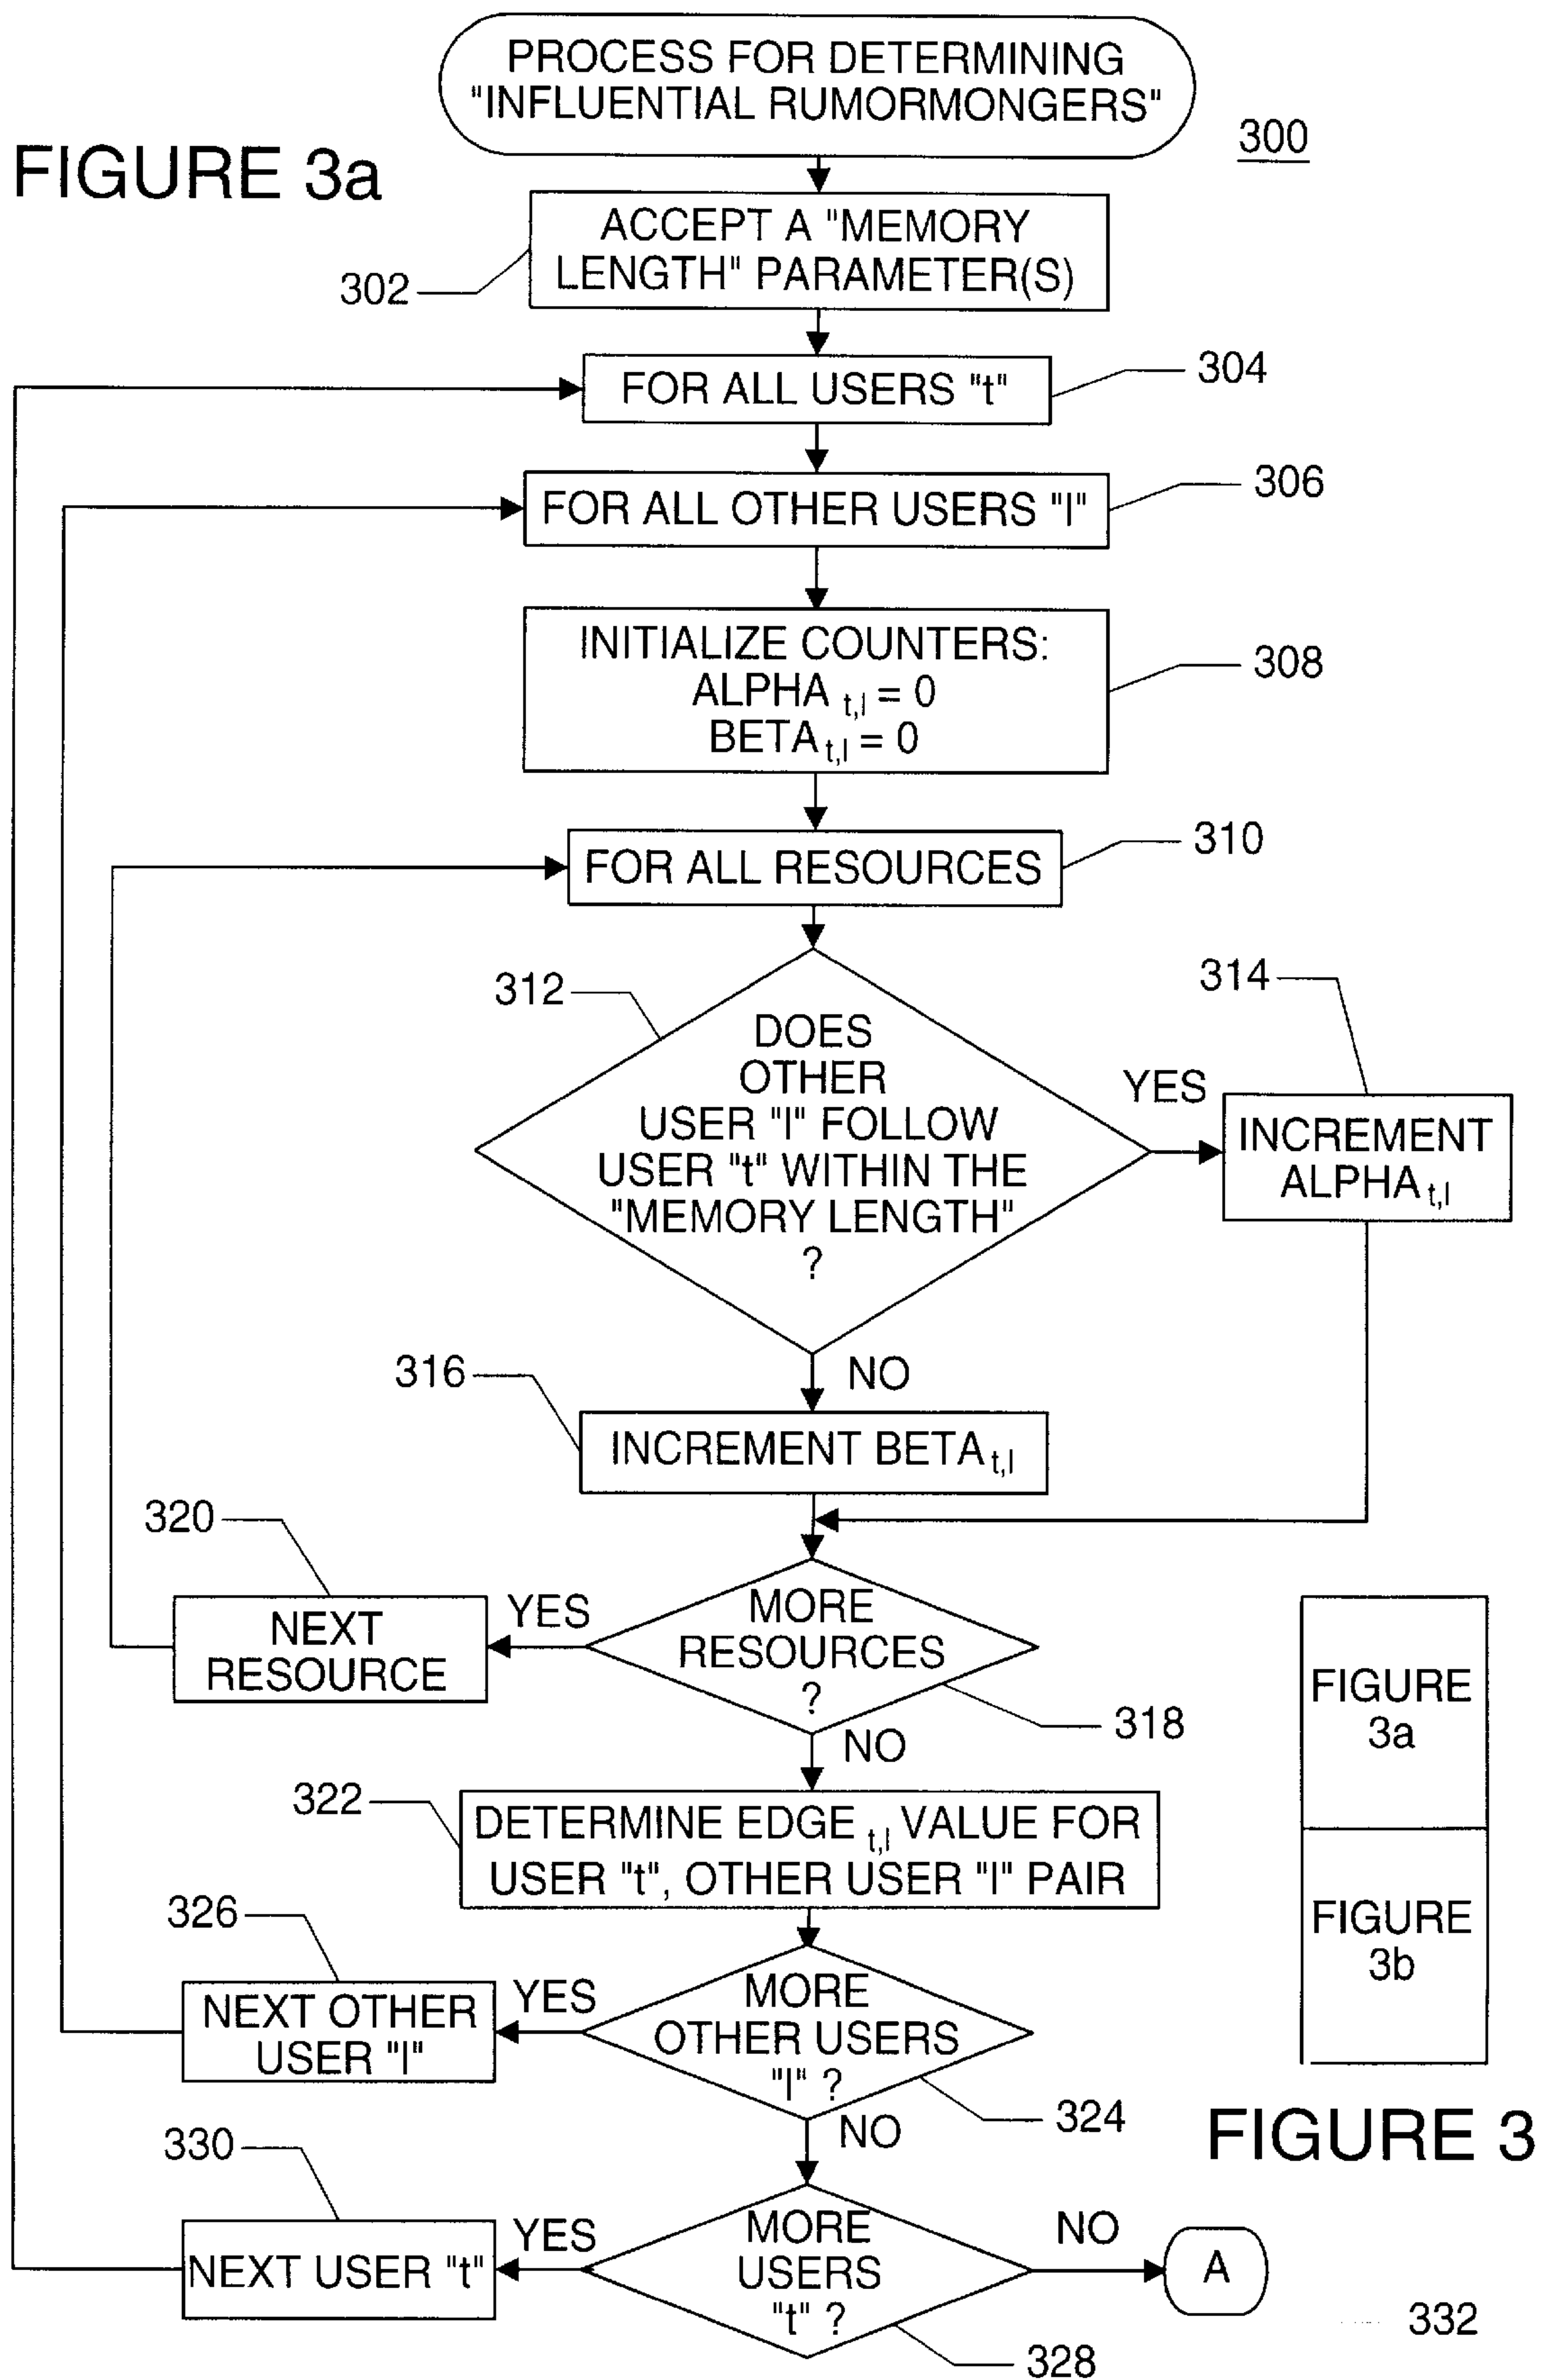 PROCESS FOR DETERMINING
"INFLUENTIAL RUMORMONGERS"
300
FIGURE 3a
ACCEPT A "MEMORY
LENGTH" PARAMETER(S)
302
FOR ALL USERS "t"
304
FOR ALL OTHER USERS "l"
306
INITIALIZE COUNTERS:
ALPHA t,l = 0
BETA t,l = 0
308
FOR ALL RESOURCES
310
312
DOES
OTHER
USER "l" FOLLOW
USER "t" WITHIN THE
"MEMORY LENGTH"
?
YES
314
INCREMENT
ALPHA t,l
NO
316
INCREMENT BETA t,l
320
NEXT
RESOURCE
YES
MORE
RESOURCES
?
318
NO
322
DETERMINE EDGE t,l VALUE FOR
USER "t", OTHER USER "l" PAIR
326
NEXT OTHER
USER "l"
YES
MORE
OTHER USERS
"l" ?
324
NO
330
NEXT USER "t"
YES
MORE
USERS
"t" ?
328
NO
A
332
FIGURE
3a
FIGURE
3b
FIGURE 3